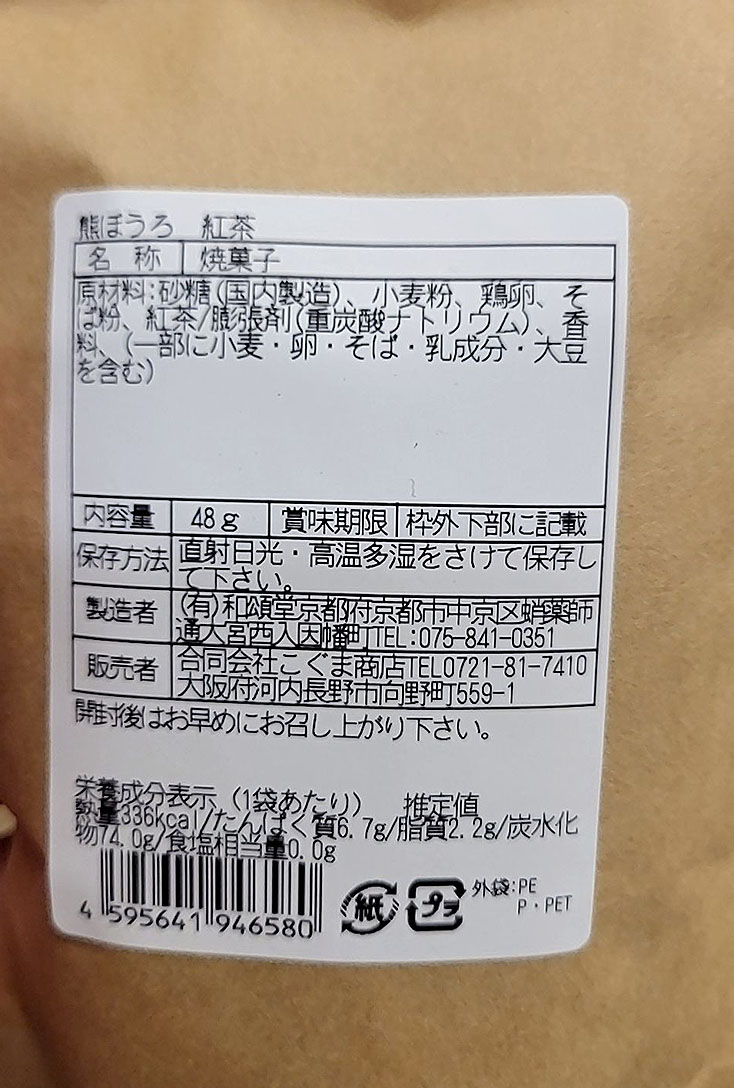 熊ぼうろ 紅茶
名 称 焼菓子
原材料:砂糖(国内製造)、小麦粉、鶏卵、そ
ば粉、紅茶/膨張剤(重炭酸ナトリウム)、香
料、(一部に小麦・卵・そば・乳成分・大豆
を含む)
内容量 48g 賞味期限 枠外下部に記載
保存方法 直射日光・高温多湿をさけて保存し
て下さい。
製造者 (有)和頌堂京都府京都市中京区蛸薬師
通大宮西入因幡町TEL:075-841-0351
販売者 合同会社こぐま商店TEL0721-81-7410
大阪府河内長野市向野町559-1
開封後はお早めにお召し上がり下さい。
栄養成分表示(1袋あたり) 推定値
熱量336kcal/たんぱく質6.7g/脂質2.2g/炭水化
物74.0g/食塩相当量0.0g
4 595641 946580
紙 プラ 外袋:PE
P・PET